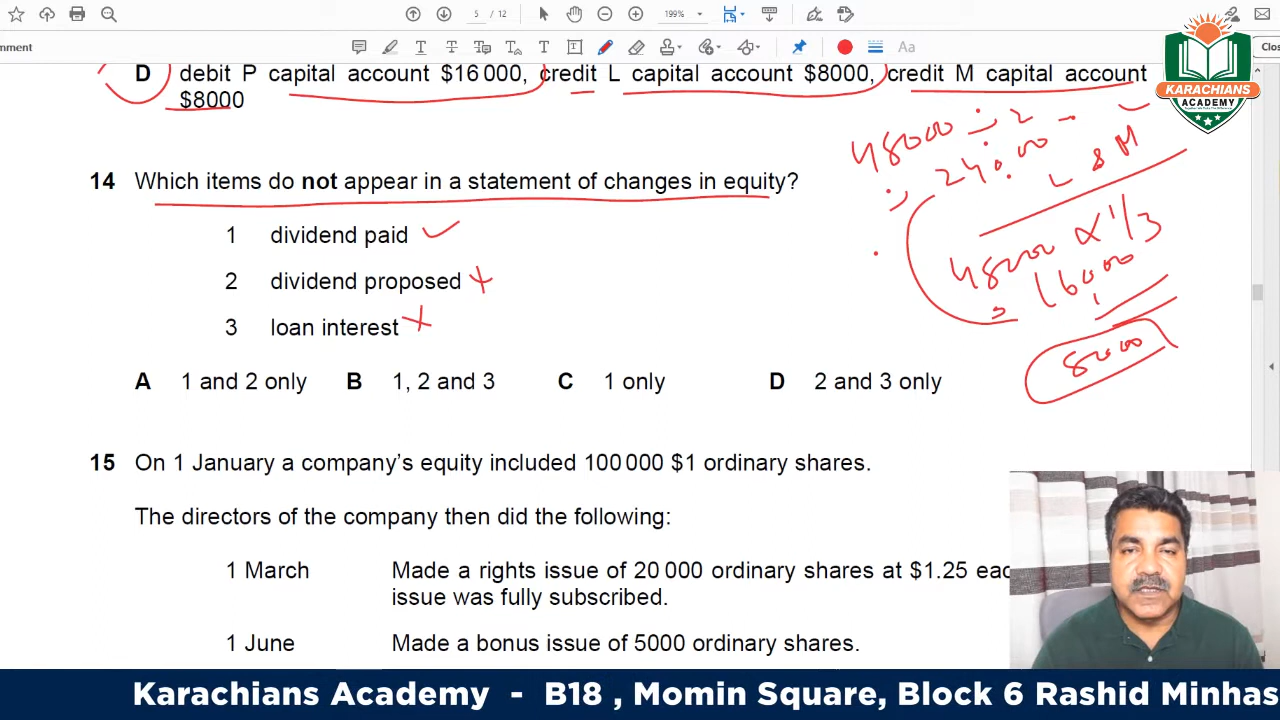 5 / 12
199%
nment
Clos
KARACHIANS
ACADEMY
D debit P capital account $16 000, credit L capital account $8000, credit M capital account
$8000
48000 ÷ 2
24000
L & M
48000 x 1/3
= 16000
8000
14 Which items do not appear in a statement of changes in equity?
1 dividend paid
2 dividend proposed
3 loan interest
A 1 and 2 only B 1, 2 and 3 C 1 only D 2 and 3 only
15 On 1 January a company's equity included 100 000 $1 ordinary shares.
The directors of the company then did the following:
1 March Made a rights issue of 20 000 ordinary shares at $1.25 eac
issue was fully subscribed.
1 June Made a bonus issue of 5000 ordinary shares.
Karachians Academy - B18 , Momin Square, Block 6 Rashid Minhas